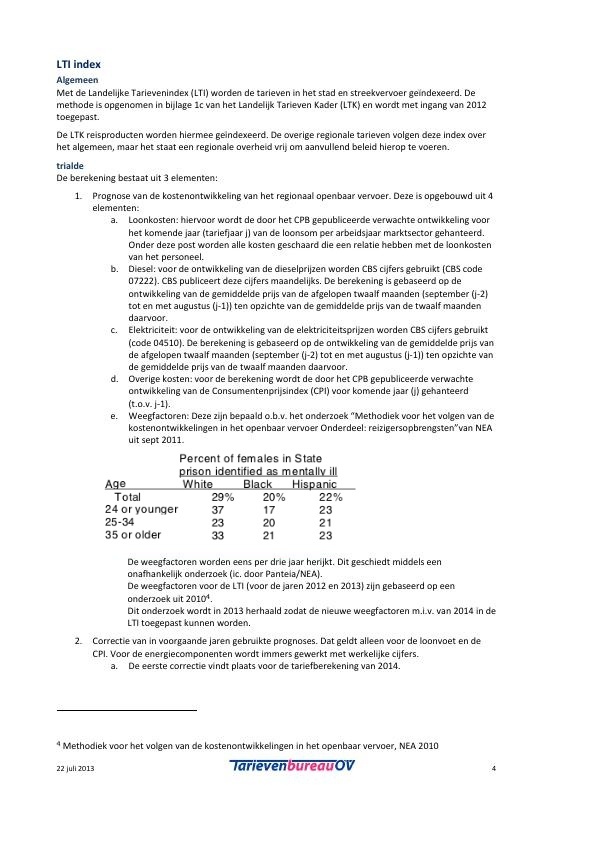 LTI index
Algemeen
Met de Landelijke Tarievenindex (LTI) worden de tarieven in het stad en streekvervoer geïndexeerd. De
methode is opgenomen in bijlage 1c van het Landelijk Tarieven Kader (LTK) en wordt met ingang van 2012
toegepast.
De LTK reisproducten worden hiermee geindexeerd. De overige regionale tarieven volgen deze index over
het algemeen, maar het staat een regionale overheid vrij om aanvullend beleid hierop te voeren.
trialde
De berekening bestaat uit 3 elementen:
1. Prognose van de kostenontwikkeling van het regionaal openbaar vervoer. Deze is opgebouwd uit 4
elementen:
a. Loonkosten: hiervoor wordt de door het CPB gepubliceerde verwachte ontwikkeling voor
het komende jaar (tariefjaar j) van de loonsom per arbeidsjaar marktsector gehanteerd.
Onder deze post worden alle kosten geschaard die een relatie hebben met de loonkosten
van het personeel.
b. Diesel: voor de ontwikkeling van de dieselprijzen worden CBS cijfers gebruikt (CBS code
07222). CBS publiceert deze cijfers maandelijks. De berekening is gebaseerd op de
ontwikkeling van de gemiddelde prijs van de afgelopen twaalf maanden (september (j-2)
tot en met augustus (j-1)) ten opzichte van de gemiddelde prijs van de twaalf maanden
daarvoor.
c. Elektriciteit: voor de ontwikkeling van de elektriciteitsprijzen worden CBS cijfers gebruikt
(code 04510). De berekening is gebaseerd op de ontwikkeling van de gemiddelde prijs van
de afgelopen twaalf maanden (september (j-2) tot en met augustus (j-1)) ten opzichte van
de gemiddelde prijs van de twaalf maanden daarvoor.
d. Overige kosten: voor de berekening wordt de door het CPB gepubliceerde verwachte
ontwikkeling van de Consumentenprijsindex (CPI) voor komende jaar (j) gehanteerd
(t.o.v. j-1).
e. Weegfactoren: Deze zijn bepaald o.b.v. het onderzoek "Methodiek voor het volgen van de
kostenontwikkelingen in het openbaar vervoer Onderdeel: reizigersopbrengsten"van NEA
uit sept 2011.
Percent of females in State
prison identified as mentally ill
Age White Black Hispanic
Total 29% 20% 22%
24 or younger 37 17 23
25-34 23 20 21
35 or older 33 21 23
De weegfactoren worden eens per drie jaar herijkt. Dit geschiedt middels een
onafhankelijk onderzoek (ic. door Panteia/NEA).
De weegfactoren voor de LTI (voor de jaren 2012 en 2013) zijn gebaseerd op een
onderzoek uit 2010⁴.
Dit onderzoek wordt in 2013 herhaald zodat de nieuwe weegfactoren m.i.v. van 2014 in de
LTI toegepast kunnen worden.
2. Correctie van in voorgaande jaren gebruikte prognoses. Dat geldt alleen voor de loonvoet en de
CPI. Voor de energiecomponenten wordt immers gewerkt met werkelijke cijfers.
a. De eerste correctie vindt plaats voor de tariefberekening van 2014.
⁴ Methodiek voor het volgen van de kostenontwikkelingen in het openbaar vervoer, NEA 2010
22 juli 2013 TarievenbureauOV 4